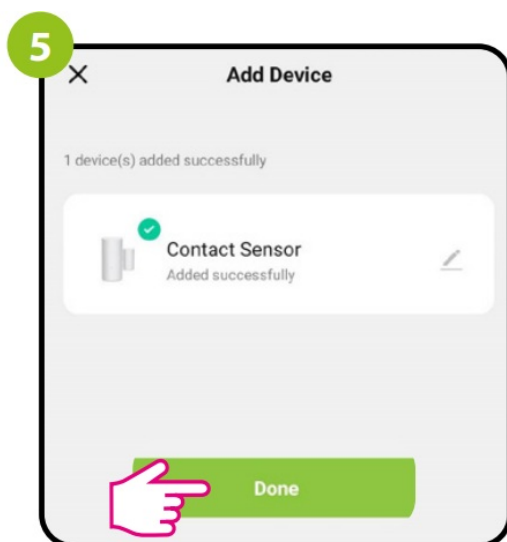 5
Add Device
1 device(s) added successfully
Contact Sensor
Added successfully
Done